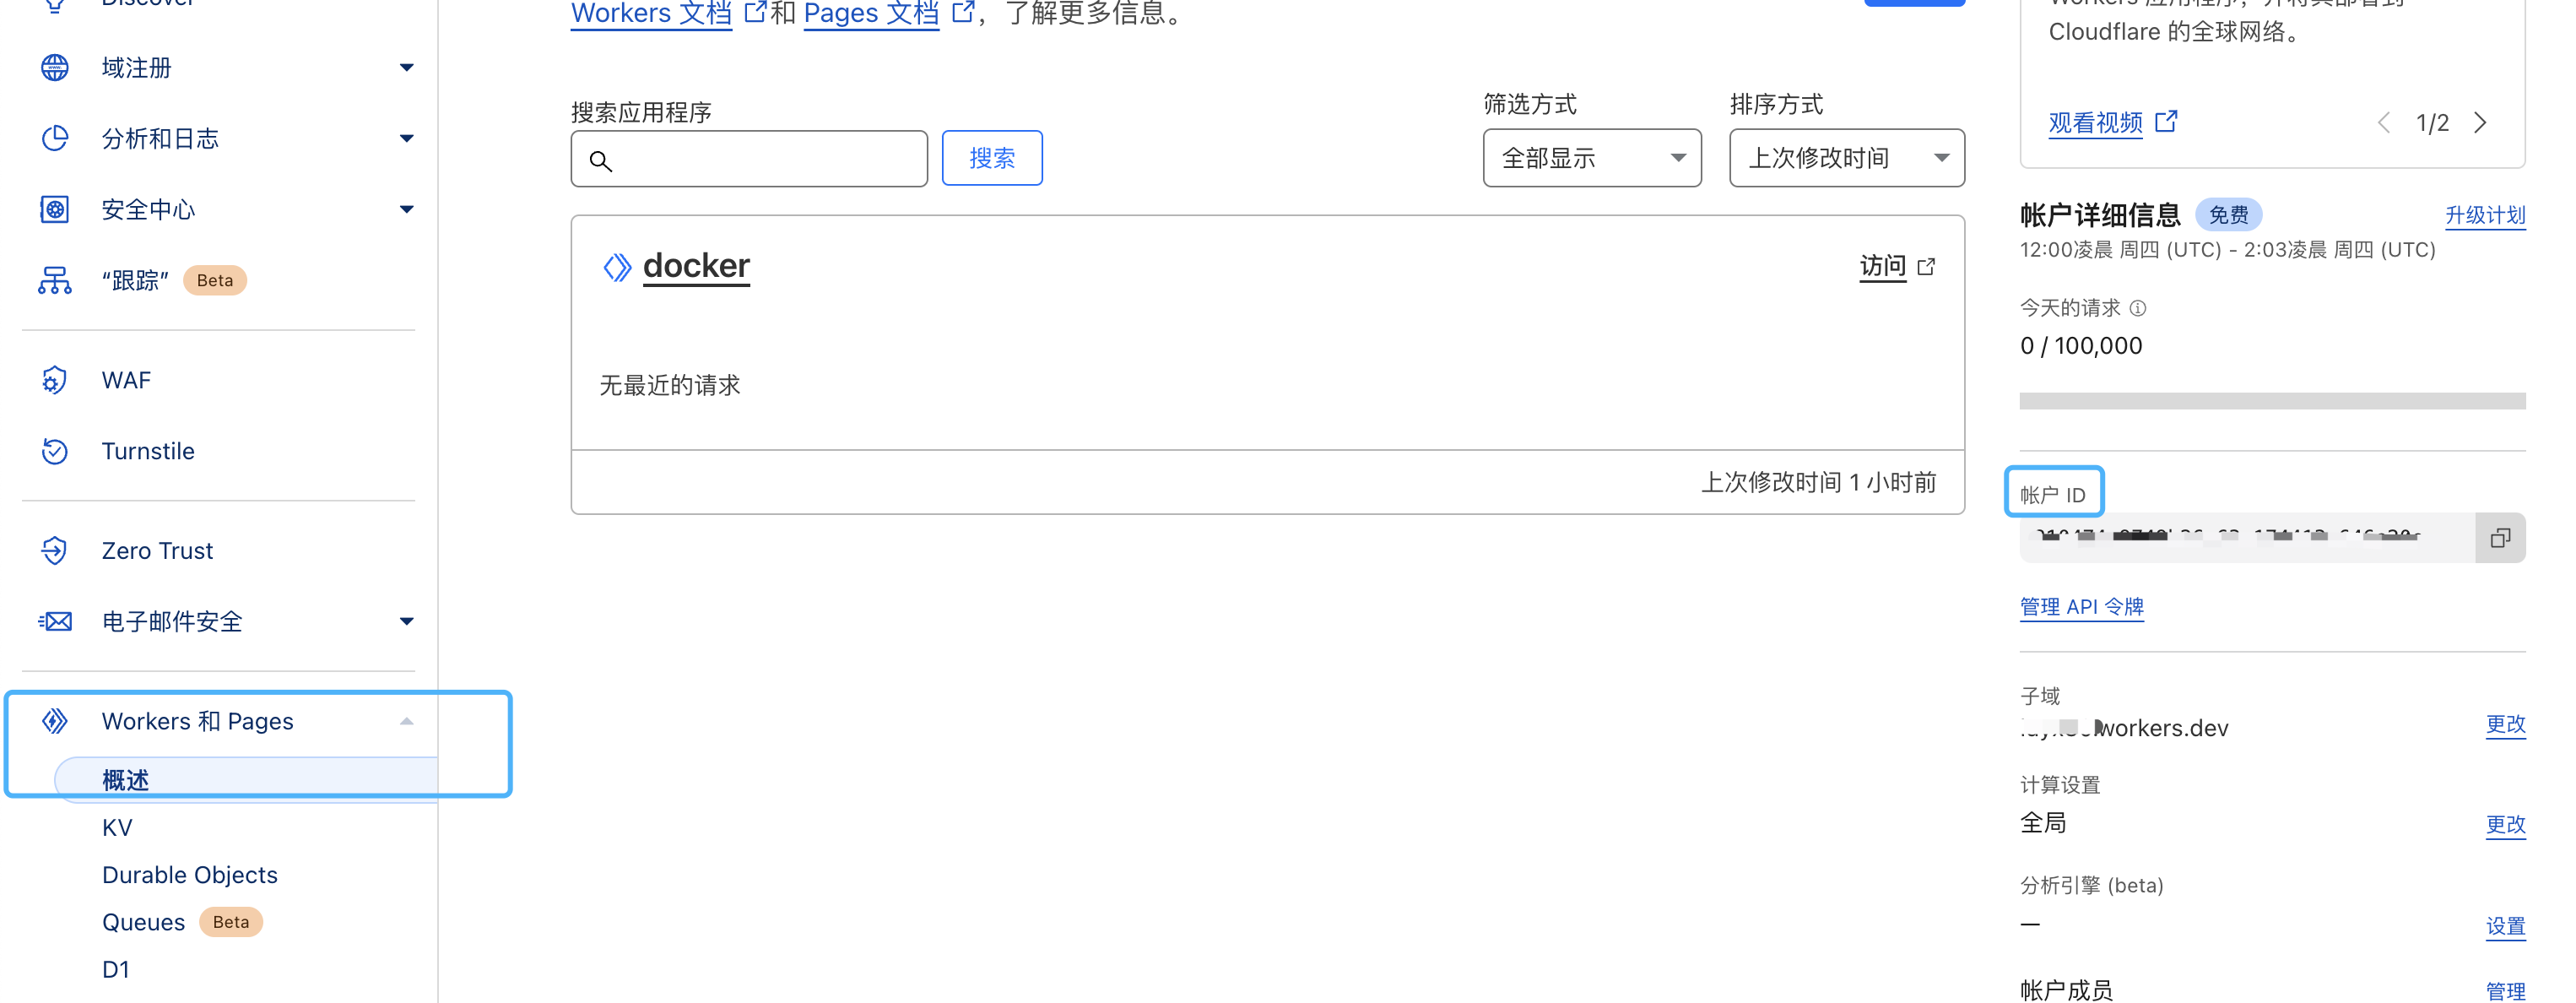 Discover
域注册
分析和日志
安全中心
“跟踪” Beta
WAF
Turnstile
Zero Trust
电子邮件安全
Workers 和 Pages
概述
KV
Durable Objects
Queues Beta
D1
Workers 文档 和 Pages 文档，了解更多信息。
搜索应用程序
搜索
筛选方式
全部显示
排序方式
上次修改时间
docker
访问
无最近的请求
上次修改时间 1 小时前
Cloudflare 的全球网络。
观看视频
1/2
帐户详细信息 免费 升级计划
12:00凌晨 周四 (UTC) - 2:03凌晨 周四 (UTC)
今天的请求
0 / 100,000
帐户 ID
管理 API 令牌
子域
workers.dev 更改
计算设置
全局 更改
分析引擎 (beta)
— 设置
帐户成员 管理